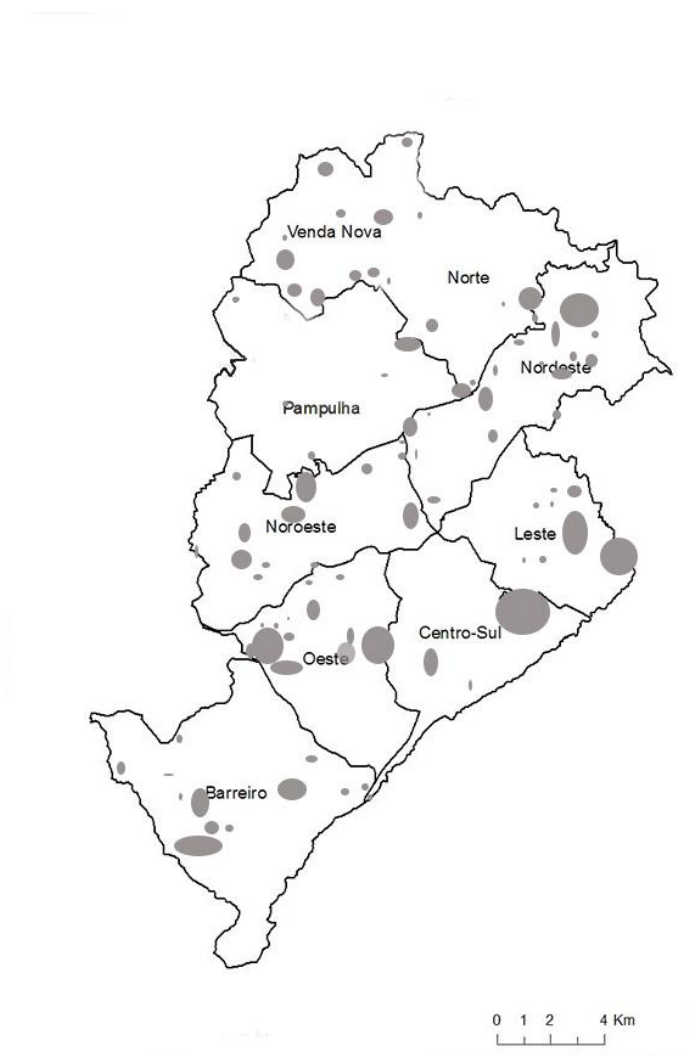 Venda Nova
Norte
Nordeste
Pampulha
Noroeste
Leste
Centro-Sul
Oeste
Barreiro
0 1 2 4 Km